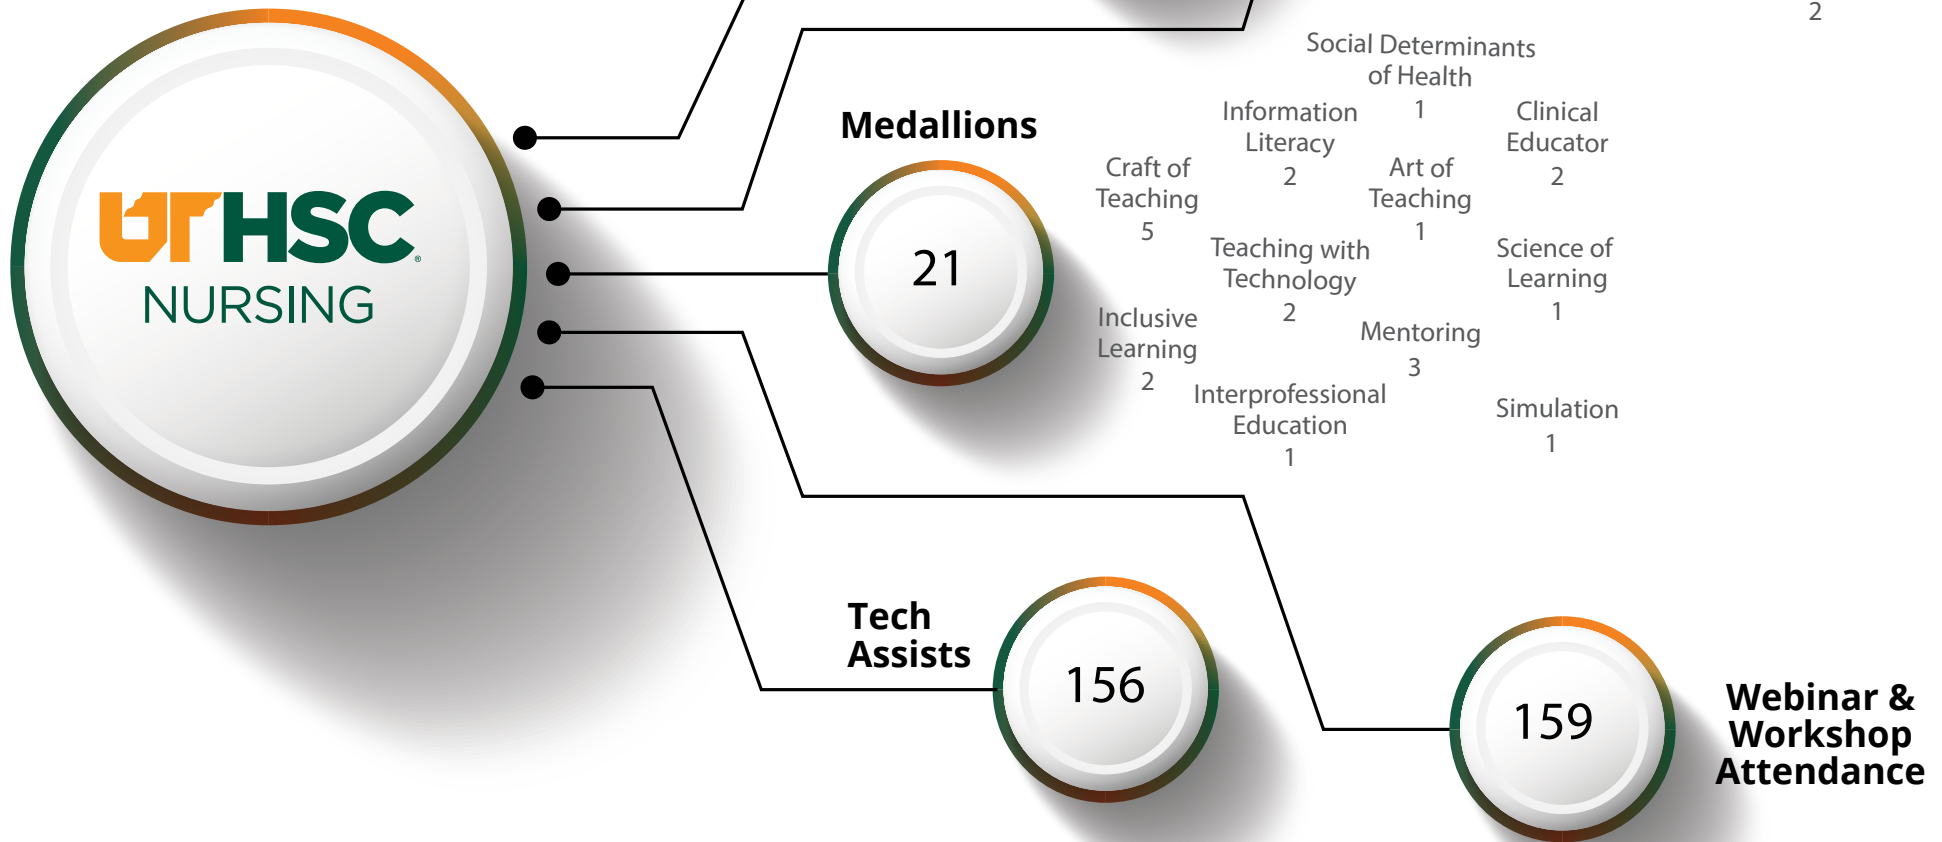 2
Social Determinants
of Health
1
Information
Literacy
2
Clinical
Educator
2
Medallions
21
Craft of
Teaching
5
Art of
Teaching
1
Teaching with
Technology
2
Science of
Learning
1
Inclusive
Learning
2
Mentoring
3
Interprofessional
Education
1
Simulation
1
UTHSC®
NURSING
Tech
Assists
156
159
Webinar &
Workshop
Attendance